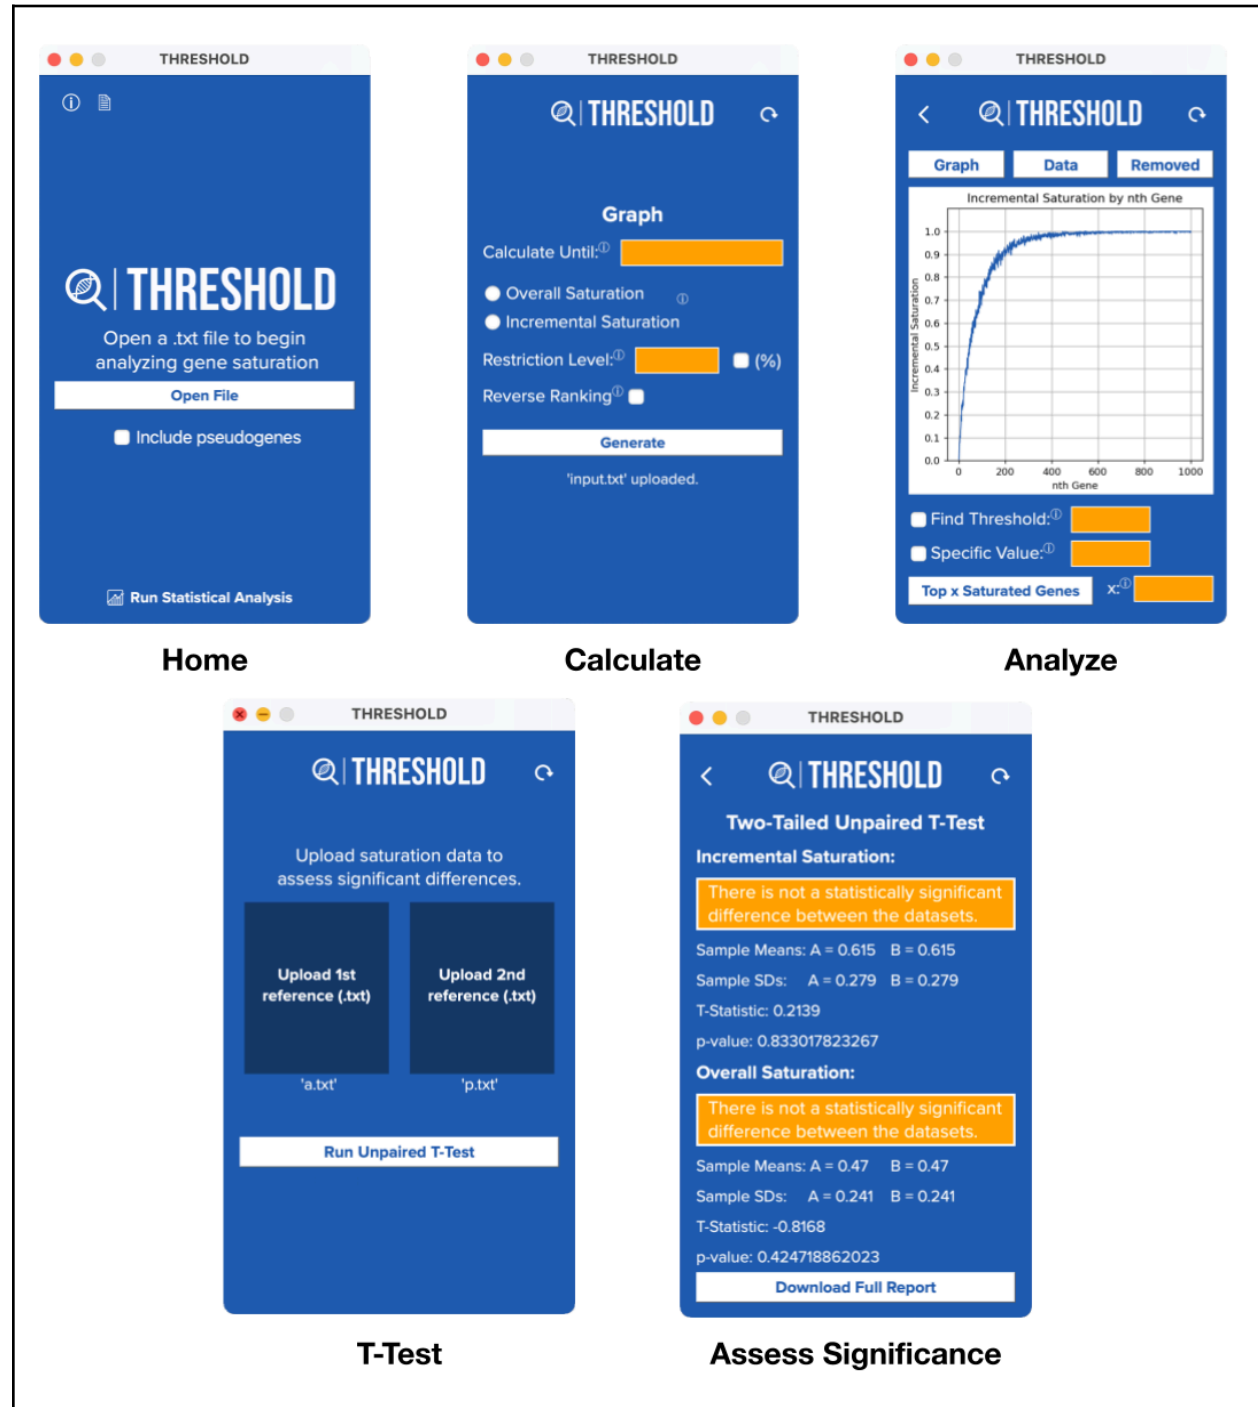 THRESHOLD
THRESHOLD
Open a .txt file to begin
analyzing gene saturation
Open File
Include pseudogenes
Run Statistical Analysis
Home
THRESHOLD
THRESHOLD
Graph
Calculate Until:ⓘ
Overall Saturation ⓘ
Incremental Saturation
Restriction Level:ⓘ (%)
Reverse Rankingⓘ
Generate
'input.txt' uploaded.
Calculate
THRESHOLD
THRESHOLD
Graph Data Removed
Incremental Saturation by nth Gene
Incremental Saturation
1.0
0.9
0.8
0.7
0.6
0.5
0.4
0.3
0.2
0.1
0.0
0 200 400 600 800 1000
nth Gene
Find Threshold:ⓘ
Specific Value:ⓘ
Top x Saturated Genes x:ⓘ
Analyze
THRESHOLD
THRESHOLD
Upload saturation data to
assess significant differences.
Upload 1st
reference (.txt)
Upload 2nd
reference (.txt)
'a.txt' 'p.txt'
Run Unpaired T-Test
T-Test
THRESHOLD
THRESHOLD
Two-Tailed Unpaired T-Test
Incremental Saturation:
There is not a statistically significant
difference between the datasets.
Sample Means: A = 0.615 B = 0.615
Sample SDs: A = 0.279 B = 0.279
T-Statistic: 0.2139
p-value: 0.833017823267
Overall Saturation:
There is not a statistically significant
difference between the datasets.
Sample Means: A = 0.47 B = 0.47
Sample SDs: A = 0.241 B = 0.241
T-Statistic: -0.8168
p-value: 0.424718862023
Download Full Report
Assess Significance